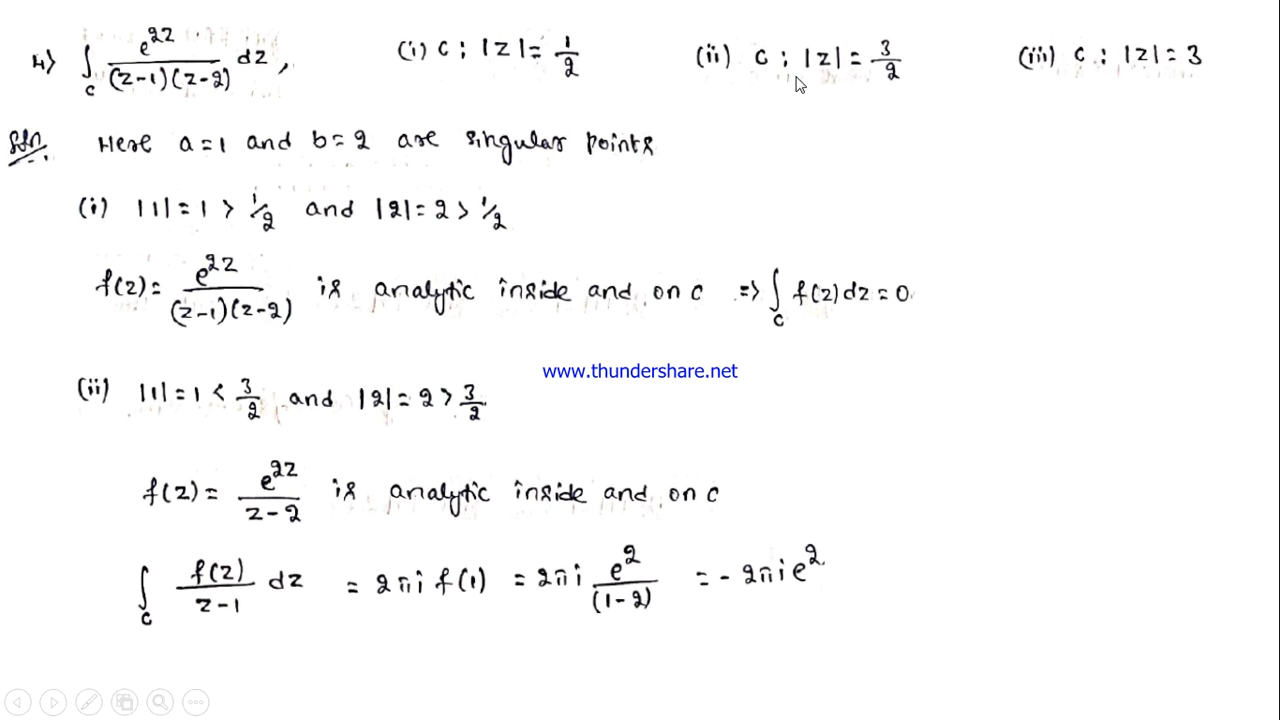 4) ∫_C e^{2z}/((z-1)(z-2)) dz, (i) C : |z| = 1/2 (ii) C : |z| = 3/2 (iii) C : |z| = 3
Soln. Here a=1 and b=2 are singular points
(i) |1| = 1 > 1/2 and |2| = 2 > 1/2
f(z) = e^{2z}/((z-1)(z-2)) is analytic inside and on C => ∫_C f(z) dz = 0.
www.thundershare.net
(ii) |1| = 1 < 3/2 and |2| = 2 > 3/2.
f(z) = e^{2z}/(z-2) is analytic inside and on C
∫_C f(z)/(z-1) dz = 2πi f(1) = 2πi e^2/(1-2) = -2πi e^2.